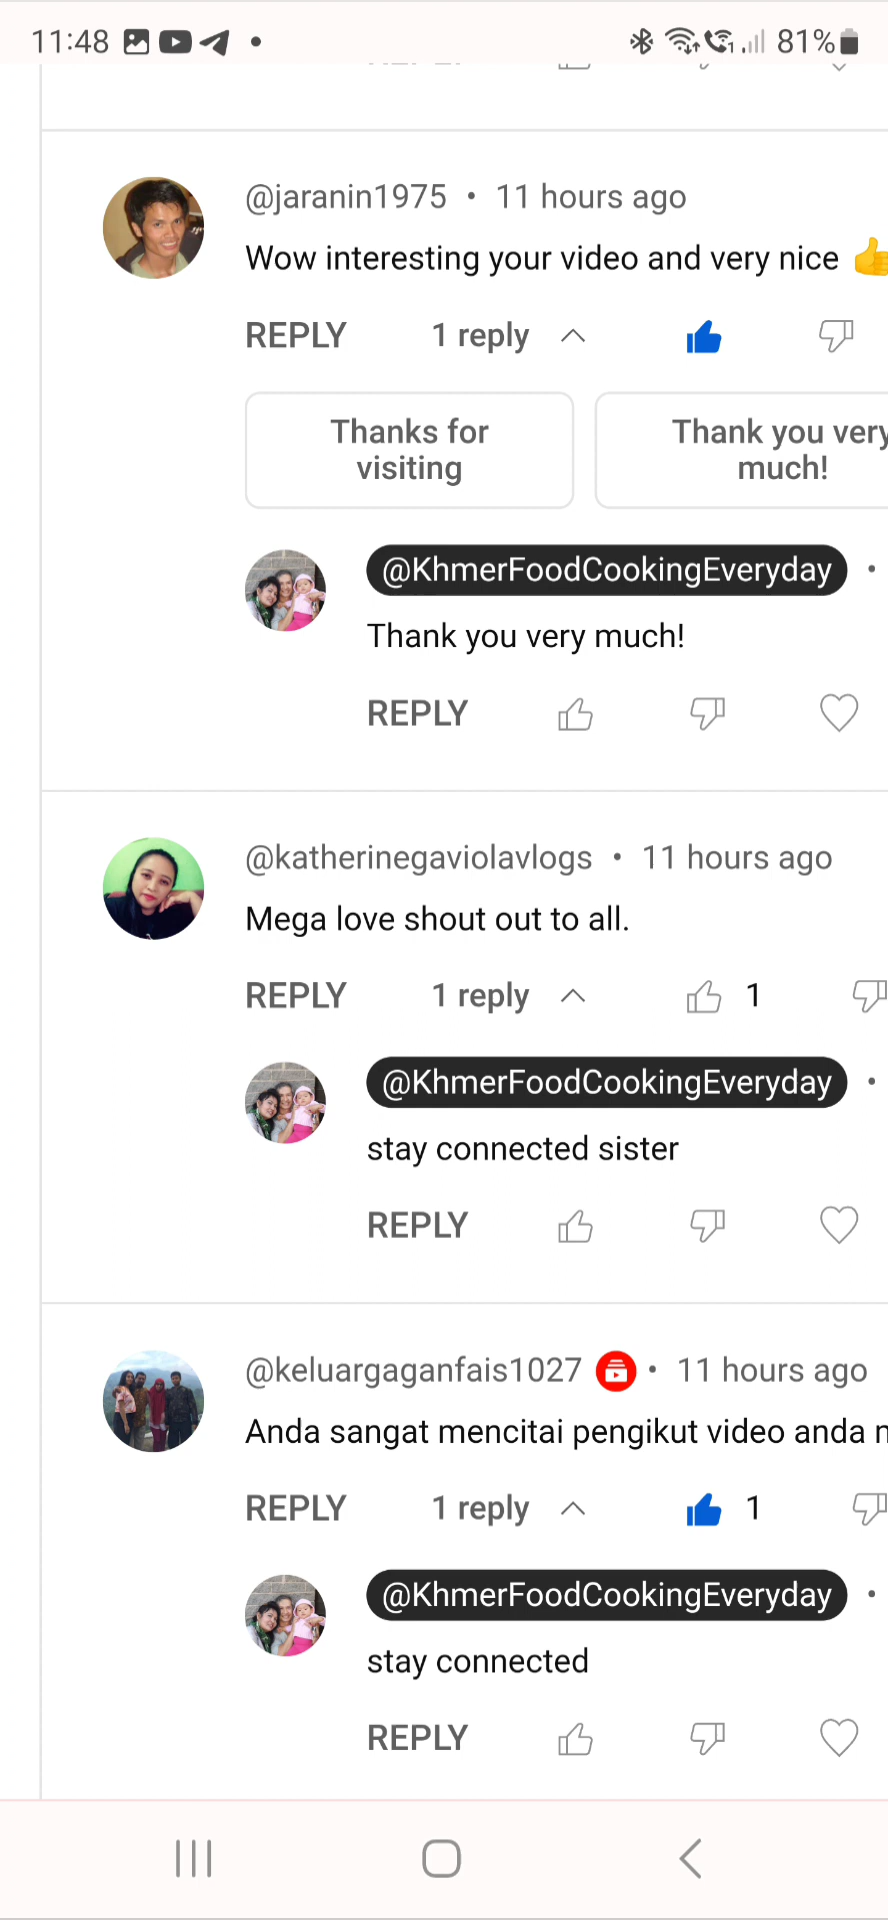 11:48 81%
@jaranin1975 • 11 hours ago
Wow interesting your video and very nice 👍
REPLY 1 reply
Thanks for
visiting
Thank you very
much!
@KhmerFoodCookingEveryday •
Thank you very much!
REPLY
@katherinegaviolavlogs • 11 hours ago
Mega love shout out to all.
REPLY 1 reply 1
@KhmerFoodCookingEveryday •
stay connected sister
REPLY
@keluargaganfais1027 • 11 hours ago
Anda sangat mencitai pengikut video anda
REPLY 1 reply 1
@KhmerFoodCookingEveryday •
stay connected
REPLY